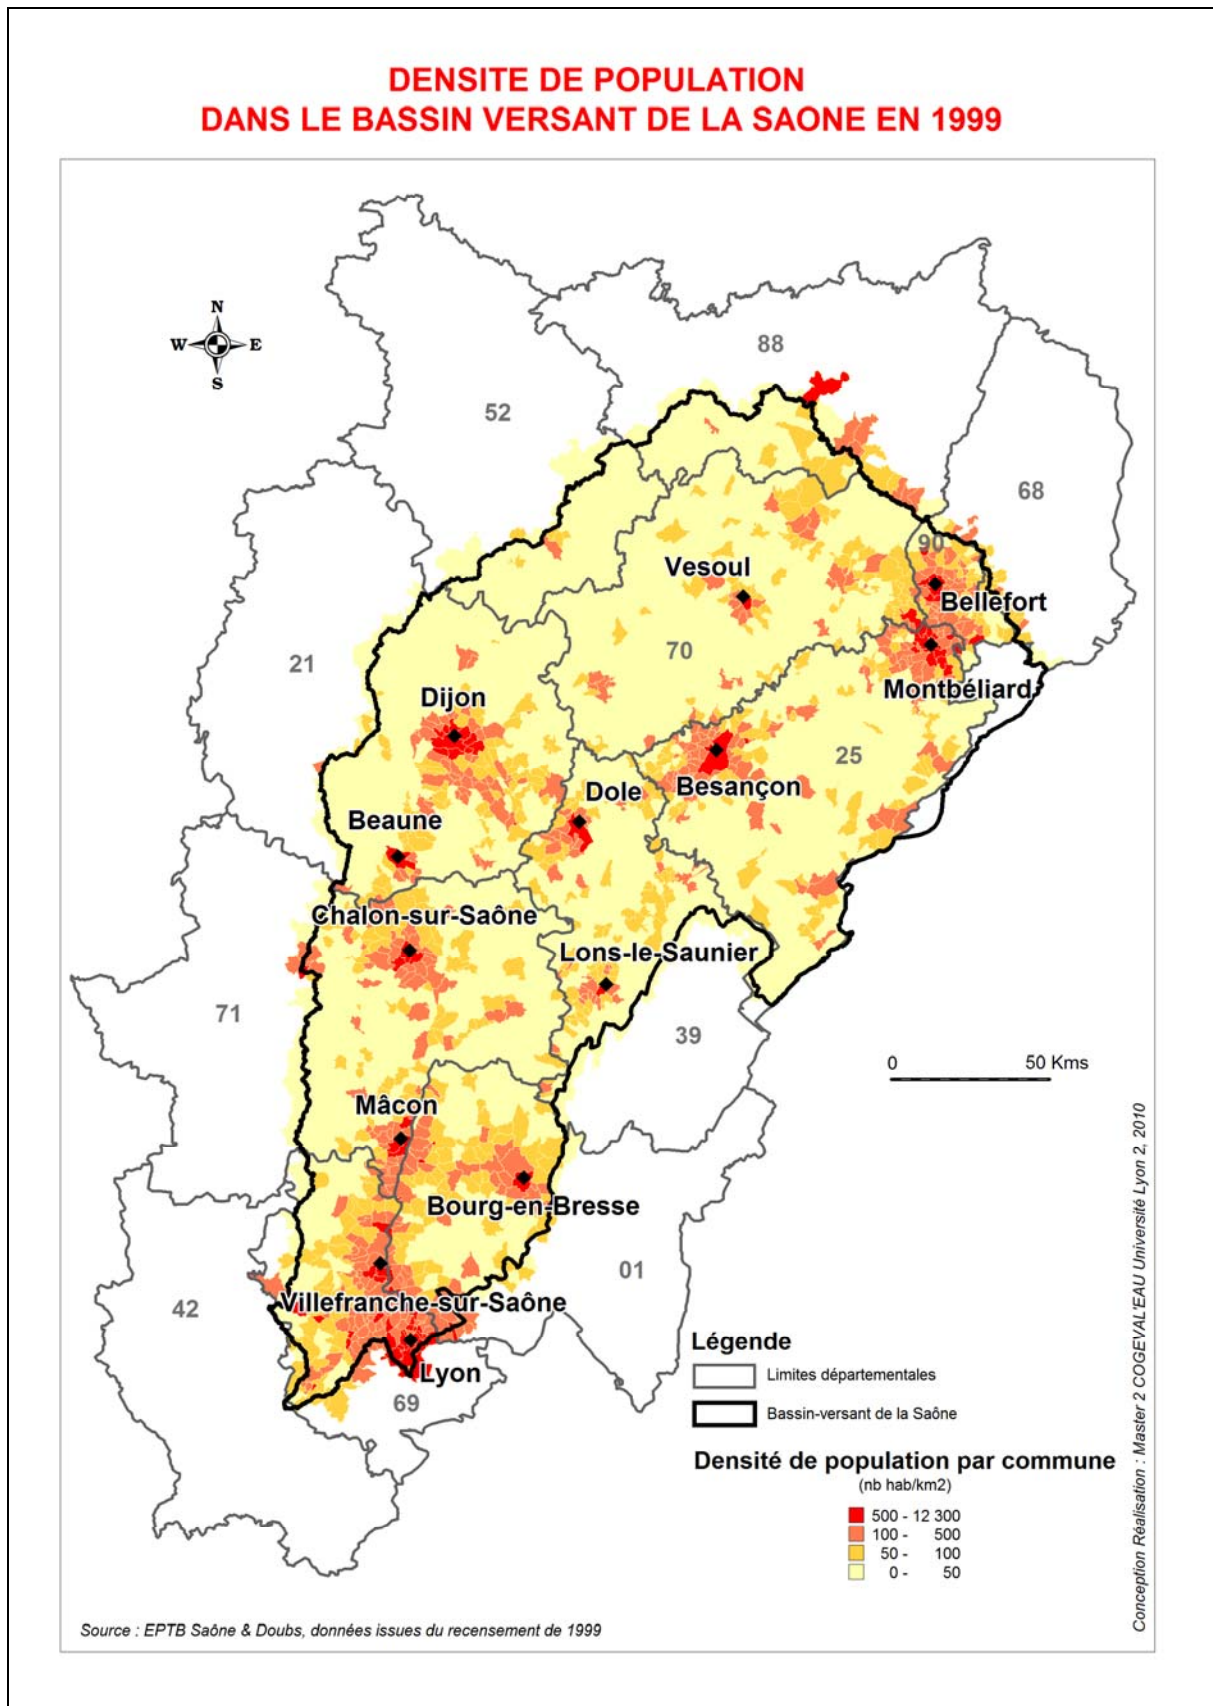 DENSITE DE POPULATION
DANS LE BASSIN VERSANT DE LA SAONE EN 1999
N
W E
S
88
52
68
90
Vesoul
Bellefort
21
70
Montbéliard
Dijon
25
Besançon
Dole
Beaune
Chalon-sur-Saône
Lons-le-Saunier
71
39
0 50 Kms
Mâcon
Bourg-en-Bresse
01
42
Villefranche-sur-Saône
Lyon
69
Légende
Limites départementales
Bassin-versant de la Saône
Densité de population par commune
(nb hab/km2)
500 - 12 300
100 - 500
50 - 100
0 - 50
Source : EPTB Saône & Doubs, données issues du recensement de 1999
Conception Réalisation : Master 2 COGEVAL'EAU Université Lyon 2, 2010